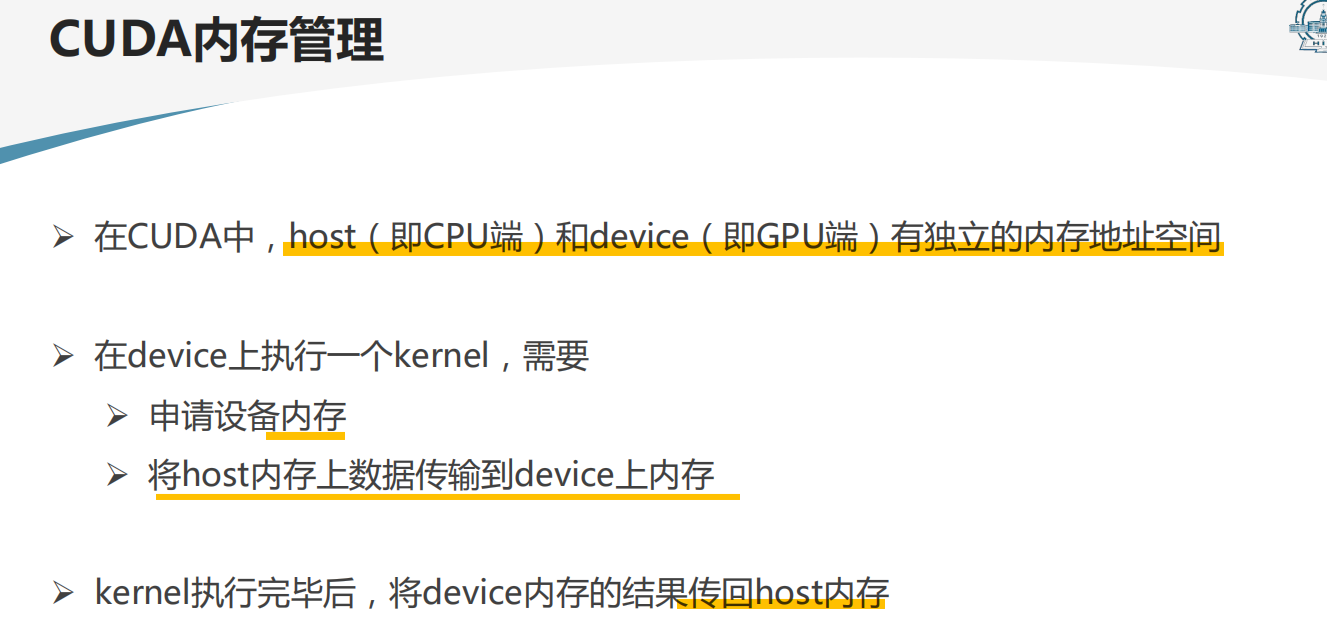 CUDA内存管理
在CUDA中，host（即CPU端）和device（即GPU端）有独立的内存地址空间
在device上执行一个kernel，需要
申请设备内存
将host内存上数据传输到device上内存
kernel执行完毕后，将device内存的结果传回host内存